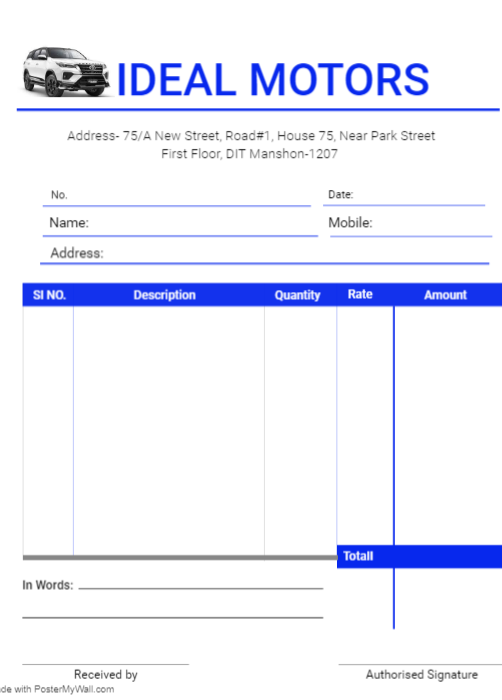 IDEAL MOTORS
Address- 75/A New Street, Road#1, House 75, Near Park Street
First Floor, DIT Manshon-1207
No. Date:
Name: Mobile:
Address:
SI NO. Description Quantity Rate Amount
Totall
In Words:
Received by Authorised Signature
de with PosterMyWall.com